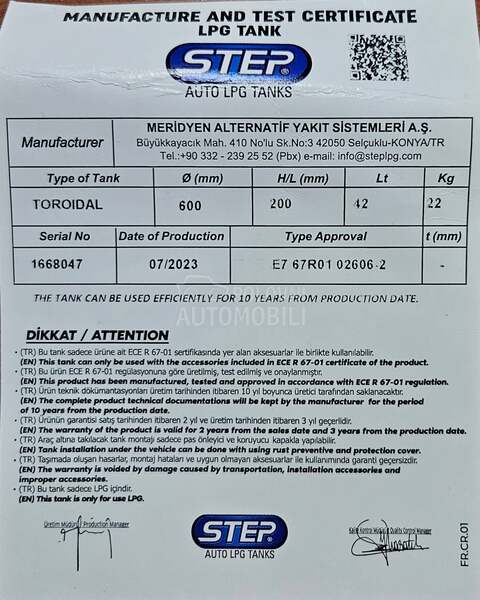 MANUFACTURE AND TEST CERTIFICATE
LPG TANK
STEP
AUTO LPG TANKS
Manufacturer
MERİDYEN ALTERNATİF YAKIT SİSTEMLERİ A.Ş.
Büyükkayacık Mah. 410 No'lu Sk.No:3 42050 Selçuklu-KONYA/TR
Tel.:+90 332 - 239 25 52 (Pbx) e-mail: info@steplpg.com
Type of Tank Ø (mm) H/L (mm) Lt Kg
TOROIDAL 600 200 42 22
Serial No Date of Production Type Approval t (mm)
1668047 07/2023 E7 67R01 02606-2 -
THE TANK CAN BE USED EFFICIENTLY FOR 10 YEARS FROM PRODUCTION DATE.
POLOVNI
AUTOMOBILI
DİKKAT / ATTENTION
• (TR) Bu tank sadece ürüne ait ECE R 67-01 sertifikasında yer alan aksesuarlar ile birlikte kullanılabilir.
(EN) This tank can only be used with the accessories included in ECE R 67-01 certificate of the product.
• (TR) Bu ürün ECE R 67-01 regülasyonuna göre üretilmiş, test edilmiş ve onaylanmıştır.
(EN) This product has been manufactured, tested and approved in accordance with ECE R 67-01 regulation.
• (TR) Ürün teknik dökümantasyonları üretim tarihinden itibaren 10 yıl boyunca üretici tarafından saklanacaktır.
(EN) The complete product technical documentations will be kept by the manufacturer for the period
of 10 years from the production date.
• (TR) Ürünün garantisi satış tarihinden itibaren 2 yıl ve üretim tarihinden itibaren 3 yıl geçerlidir.
(EN) The warranty of the product is valid for 2 years from the sales date and 3 years from the production date.
• (TR) Araç altına takılacak tank montajı sadece pas önleyici ve koruyucu kapakla yapılabilir.
(EN) Tank installation under the vehicle can be done with using rust preventive and protection cover.
• (TR) Taşımada oluşan hasarlar, montaj hataları ve uygun olmayan aksesuarlar ile kullanımında garanti geçersizdir.
(EN) The warranty is voided by damage caused by transportation, installation accessories and
improper accessories.
• (TR) Bu tank sadece LPG içindir.
(EN) This tank is only for use LPG.
Üretim Müdürü / Production Manager
STEP
AUTO LPG TANKS
Kalite Kontrol Müdürü / Quality Control Manager
FR.CR.01